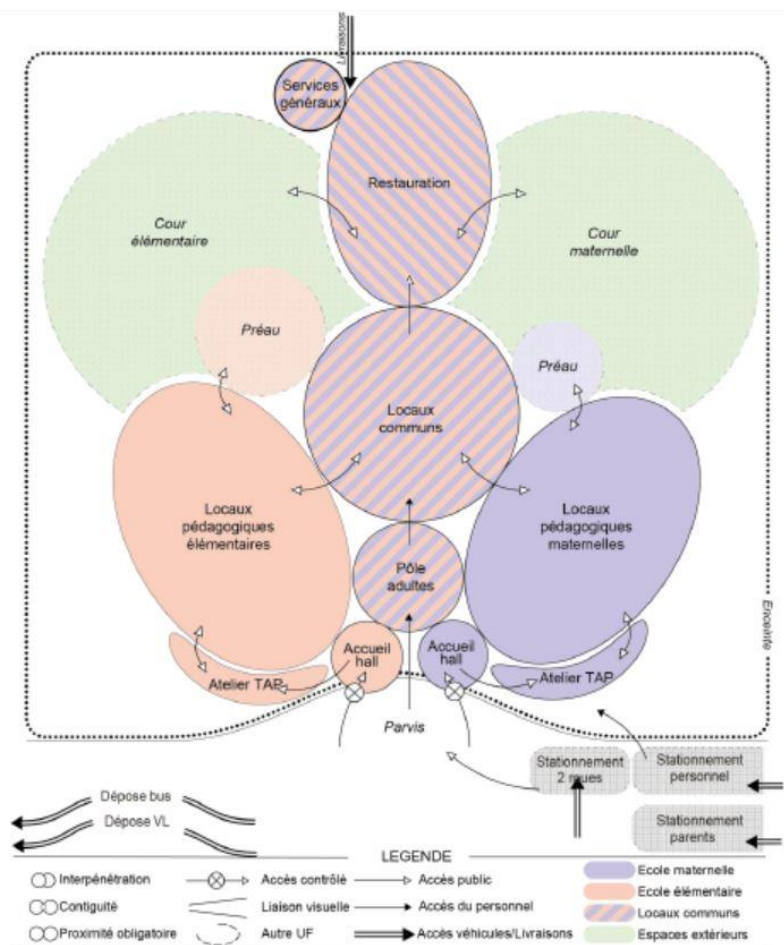 Livraisons
Services
généraux
Restauration
Cour
élémentaire
Cour
maternelle
Préau
Préau
Locaux
communs
Locaux
pédagogiques
élémentaires
Locaux
pédagogiques
maternelles
Pôle
adultes
Enceinte
Accueil
hall
Accueil
hall
Atelier TAP
Atelier TAP
Parvis
Stationnement
2 roues
Stationnement
personnel
Stationnement
parents
Dépose bus
Dépose VL
LEGENDE
Interpénétration
Accès contrôlé
Accès public
Ecole maternelle
Contiguïté
Liaison visuelle
Accès du personnel
Ecole élémentaire
Locaux communs
Proximité obligatoire
Autre UF
Accès véhicules/Livraisons
Espaces extérieurs